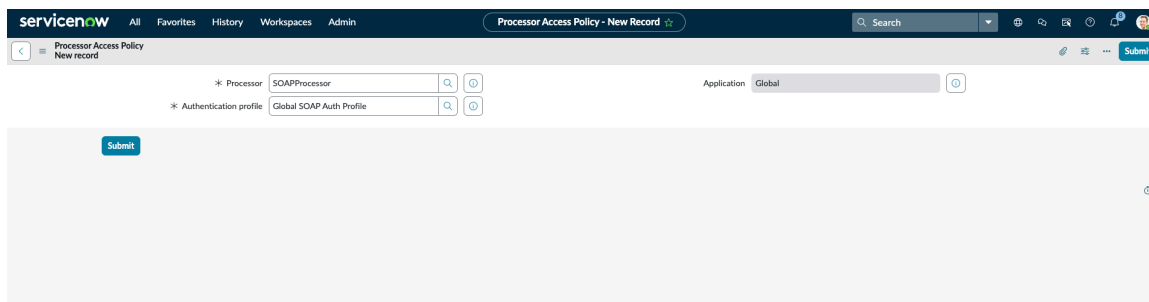 servicenow All Favorites History Workspaces Admin Processor Access Policy - New Record Search 8
Processor Access Policy
New record
Submit
Processor SOAPProcessor Application Global
Authentication profile Global SOAP Auth Profile
Submit